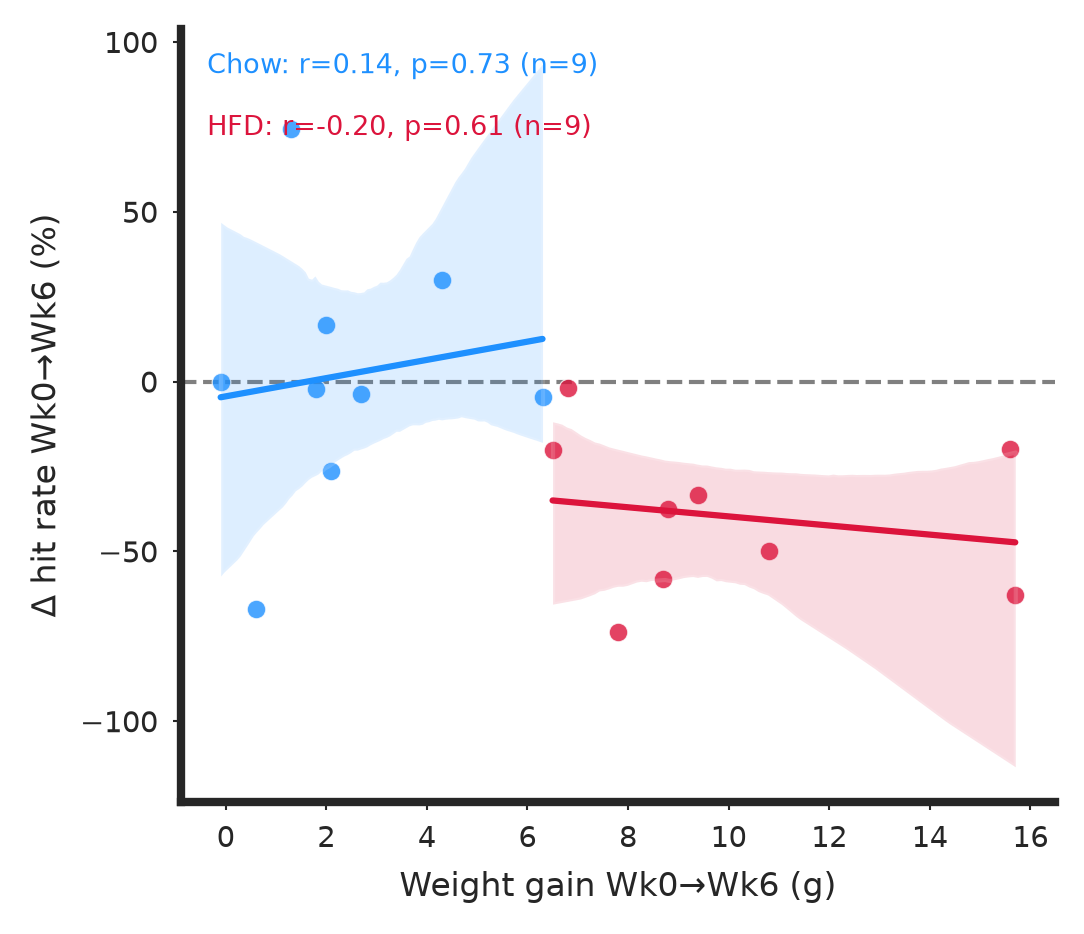 100
50
0
−50
−100
Δ hit rate Wk0→Wk6 (%)
Chow: r=0.14, p=0.73 (n=9)
HFD: r=-0.20, p=0.61 (n=9)
0 2 4 6 8 10 12 14 16
Weight gain Wk0→Wk6 (g)